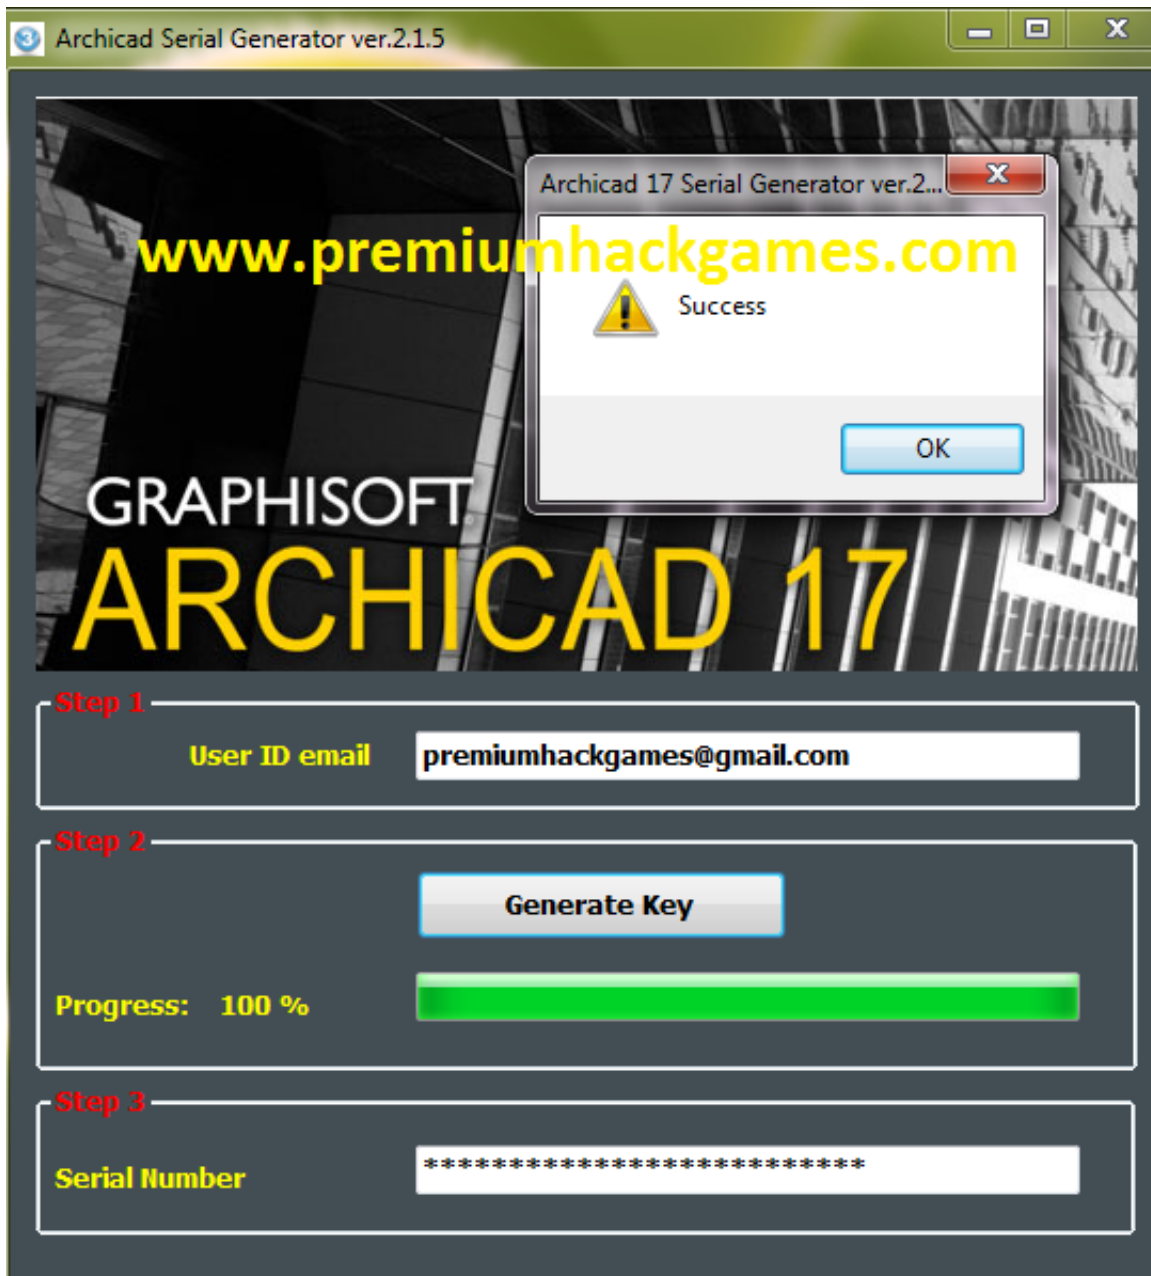 Archicad Serial Generator ver.2.1.5
Archicad 17 Serial Generator ver.2...
www.premiumhackgames.com
Success
OK
GRAPHISOFT
ARCHICAD 17
Step 1
User ID email
premiumhackgames@gmail.com
Step 2
Generate Key
Progress: 100 %
Step 3
Serial Number
**************************